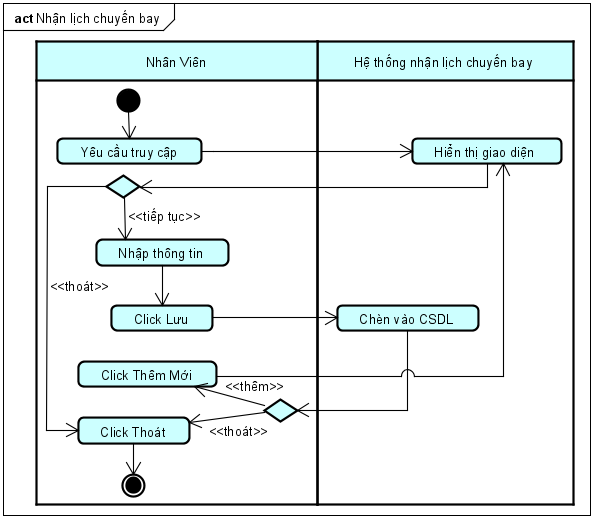 act Nhận lịch chuyến bay
Nhân Viên
Hệ thống nhận lịch chuyến bay
Yêu cầu truy cập
Hiển thị giao diện
<<tiếp tục>>
Nhập thông tin
<<thoát>>
Click Lưu
Chèn vào CSDL
Click Thêm Mới
<<thêm>>
Click Thoát
<<thoát>>